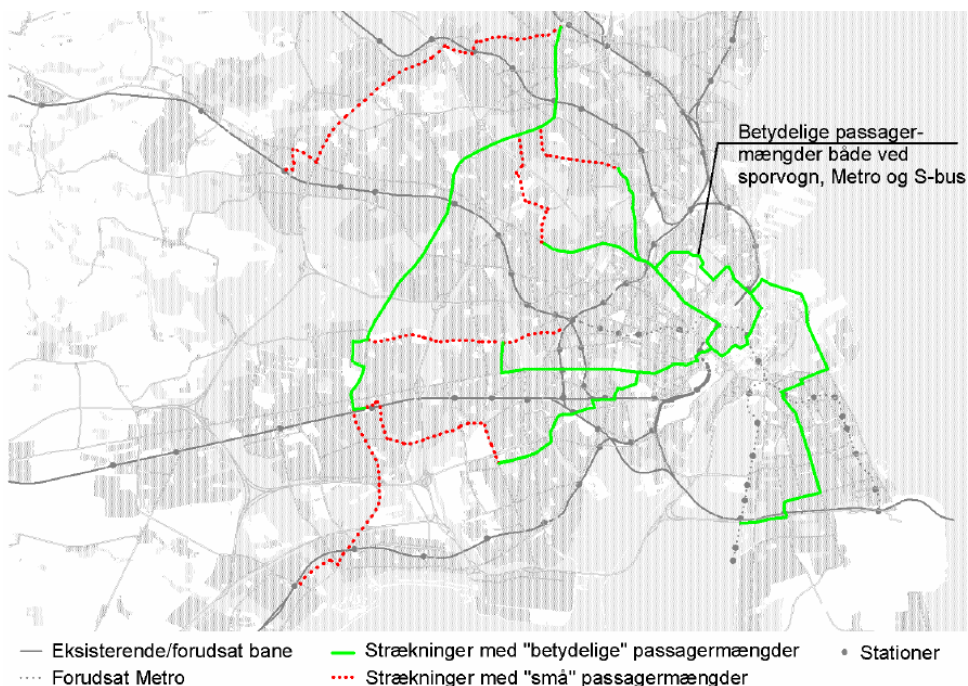 Betydelige passager-
mængder både ved
sporvogn, Metro og S-bus
Eksisterende/forudsat bane
Strækninger med "betydelige" passagermængder
Stationer
Forudsat Metro
Strækninger med "små" passagermængder